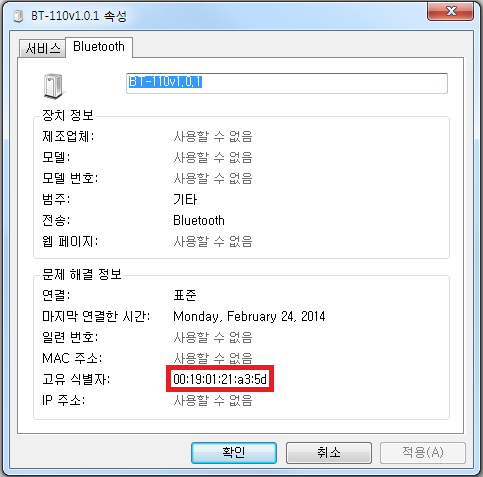 BT-110v1.0.1 속성
서비스 Bluetooth
BT-110v1.0.1
장치 정보
제조업체: 사용할 수 없음
모델: 사용할 수 없음
모델 번호: 사용할 수 없음
범주: 기타
전송: Bluetooth
웹 페이지: 사용할 수 없음
문제 해결 정보
연결: 표준
마지막 연결한 시간: Monday, February 24, 2014
일련 번호: 사용할 수 없음
MAC 주소: 사용할 수 없음
고유 식별자: 00:19:01:21:a3:5d
IP 주소: 사용할 수 없음
확인 취소 적용(A)